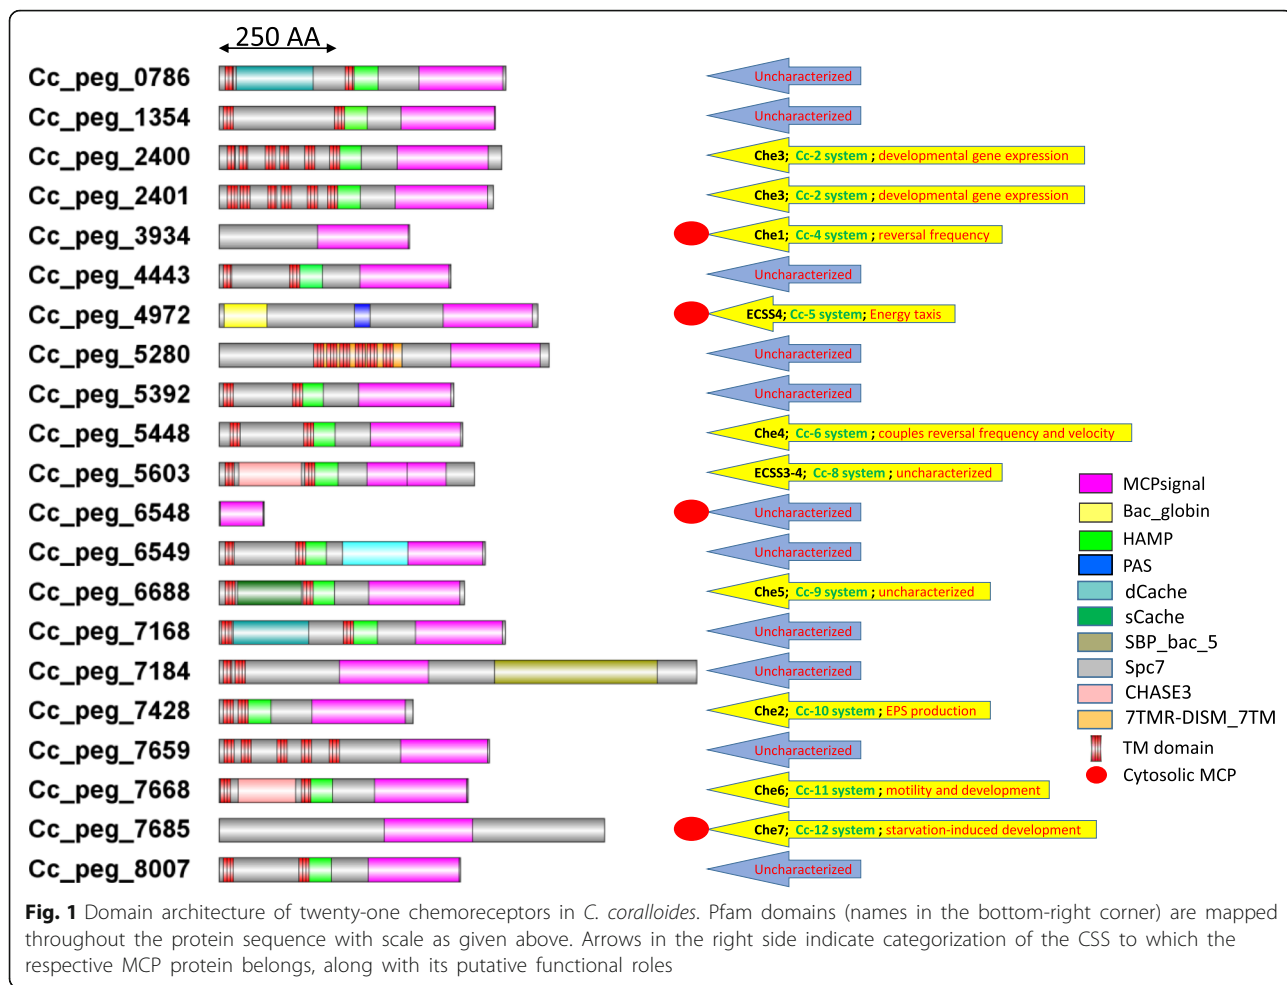 250 AA
Cc_peg_0786 Uncharacterized
Cc_peg_1354 Uncharacterized
Cc_peg_2400 Che3; Cc-2 system ; developmental gene expression
Cc_peg_2401 Che3; Cc-2 system ; developmental gene expression
Cc_peg_3934 Che1; Cc-4 system ; reversal frequency
Cc_peg_4443 Uncharacterized
Cc_peg_4972 ECSS4; Cc-5 system; Energy taxis
Cc_peg_5280 Uncharacterized
Cc_peg_5392 Uncharacterized
Cc_peg_5448 Che4; Cc-6 system ; couples reversal frequency and velocity
Cc_peg_5603 ECSS3-4; Cc-8 system ; uncharacterized
Cc_peg_6548 Uncharacterized
Cc_peg_6549 Uncharacterized
Cc_peg_6688 Che5; Cc-9 system ; uncharacterized
Cc_peg_7168 Uncharacterized
Cc_peg_7184 Uncharacterized
Cc_peg_7428 Che2; Cc-10 system ; EPS production
Cc_peg_7659 Uncharacterized
Cc_peg_7668 Che6; Cc-11 system ; motility and development
Cc_peg_7685 Che7; Cc-12 system ; starvation-induced development
Cc_peg_8007 Uncharacterized
MCPsignal
Bac_globin
HAMP
PAS
dCache
sCache
SBP_bac_5
Spc7
CHASE3
7TMR-DISM_7TM
TM domain
Cytosolic MCP
Fig. 1 Domain architecture of twenty-one chemoreceptors in C. coralloides. Pfam domains (names in the bottom-right corner) are mapped
throughout the protein sequence with scale as given above. Arrows in the right side indicate categorization of the CSS to which the
respective MCP protein belongs, along with its putative functional roles